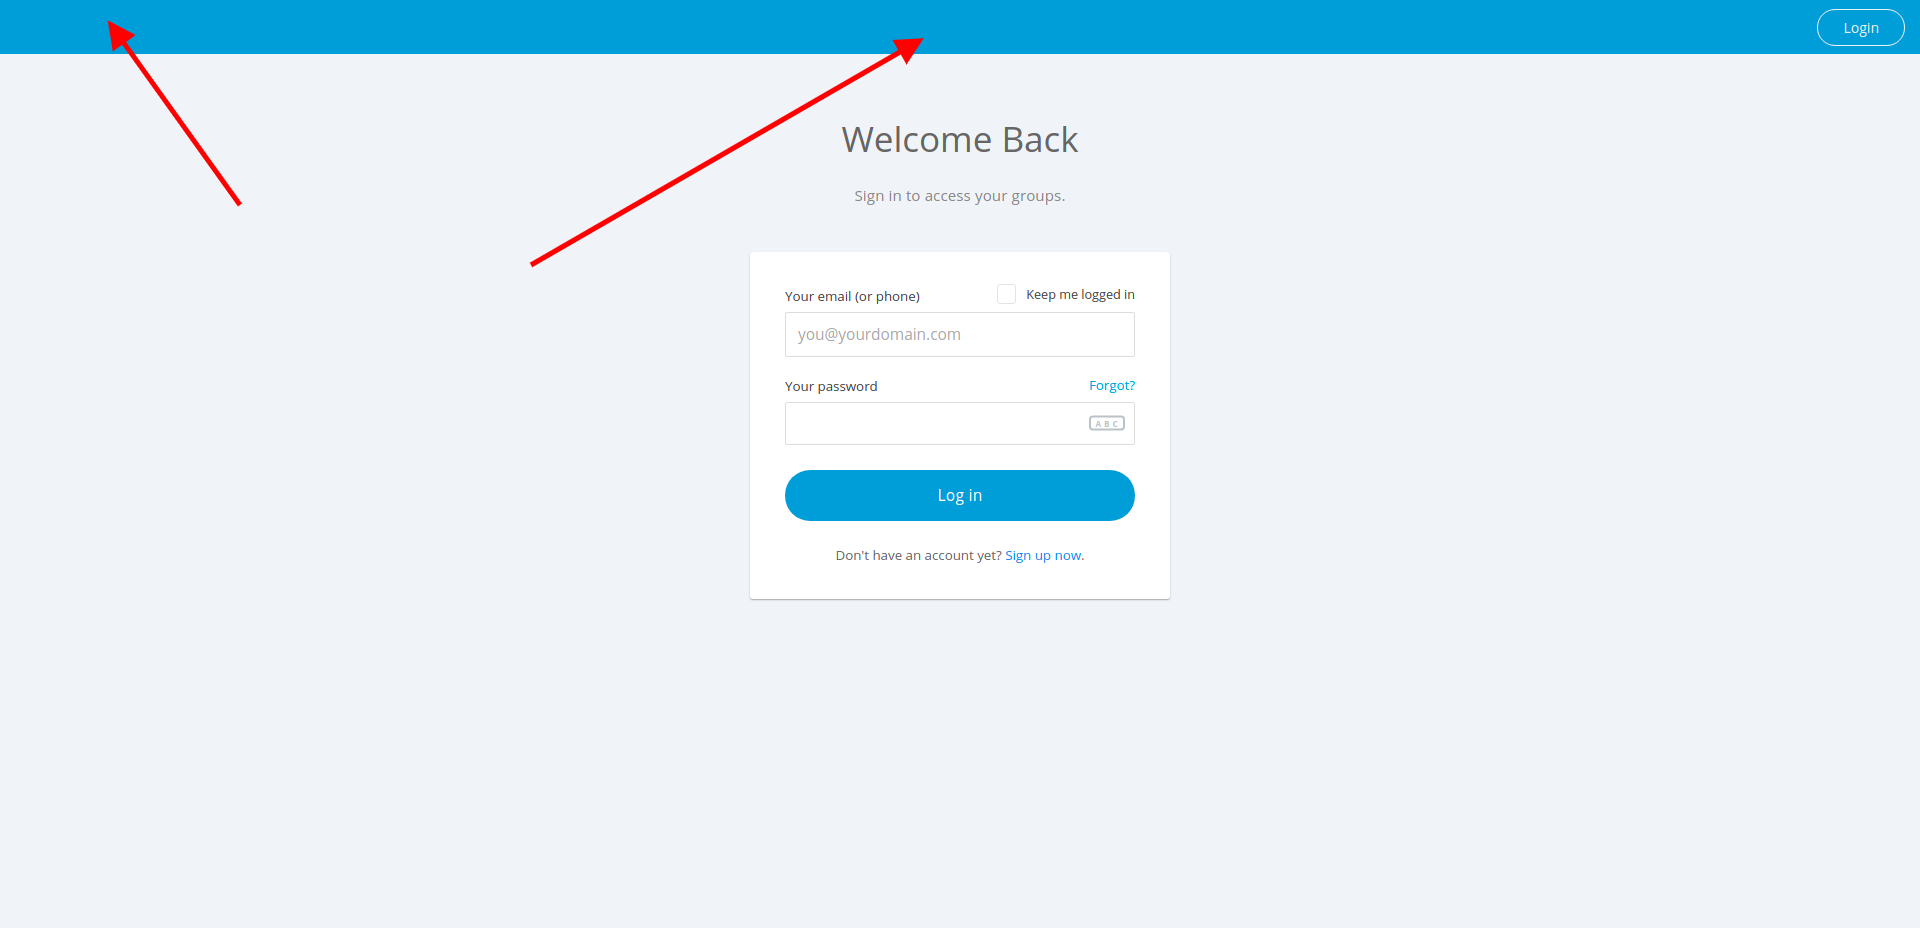 Login
Welcome Back
Sign in to access your groups.
Your email (or phone) Keep me logged in
you@yourdomain.com
Your password Forgot?
ABC
Log in
Don't have an account yet? Sign up now.